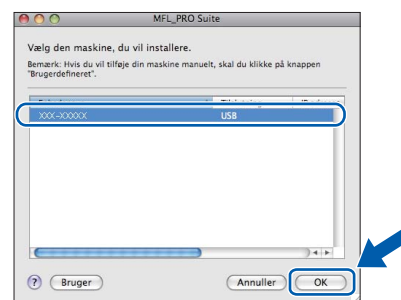 MFL_PRO Suite
Vælg den maskine, du vil installere.
Bemærk: Hvis du vil tilføje din maskine manuelt, skal du klikke på knappen
"Brugerdefineret".
XXX-XXXXX USB
? Bruger Annuller OK